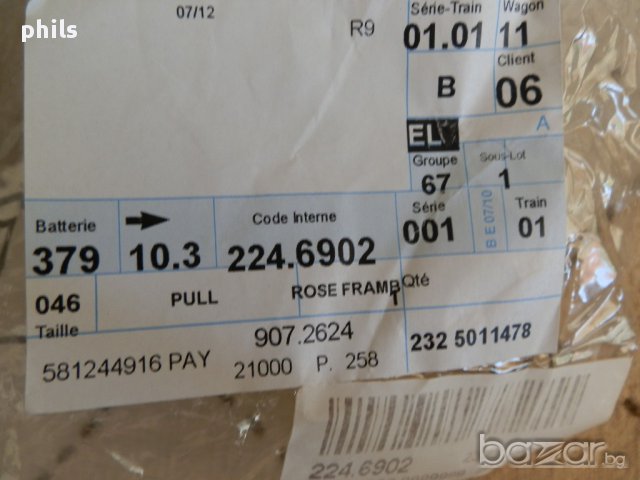 phils
07/12
R9
Série-Train
Wagon
01.01
11
Client
B
06
EL
A
Groupe
Sous-Lot
67
1
Batterie
Code Interne
Série
Train
379
10.3
224.6902
001
B E 07/10
01
046
PULL
ROSE FRAMB
Qté
1
Taille
907.2624
232 5011478
581244916 PAY
21000 P. 258
224.6902
bazar.bg